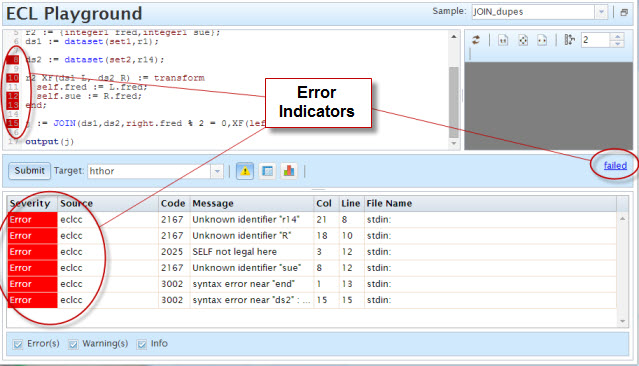 ECL Playground
Sample: JOIN_dupes
r2 := {integer1 fred,integer1 sue};
6 ds1 := dataset(set1,r1);
7
8 ds2 := dataset(set2,r14);
9
10 r2 XF(ds1 L, ds2 R) := transform
11 self.fred := L.fred;
12 self.sue := R.fred;
13 end;
15 := JOIN(ds1,ds2,right.fred % 2 = 0,XF(lef
17 output(j)
2
Error
Indicators
Submit Target: hthor
failed
Severity Source Code Message Col Line File Name
Error eclcc 2167 Unknown identifier "r14" 21 8 stdin:
Error eclcc 2167 Unknown identifier "R" 18 10 stdin:
Error eclcc 2025 SELF not legal here 3 12 stdin:
Error eclcc 2167 Unknown identifier "sue" 8 12 stdin:
Error eclcc 3002 syntax error near "end" 1 13 stdin:
Error eclcc 3002 syntax error near "ds2" : ... 15 15 stdin:
Error(s) Warning(s) Info